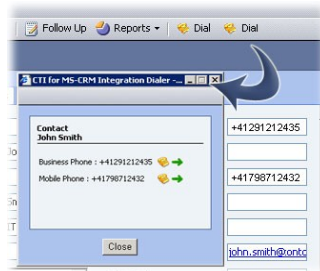 Follow Up Reports Dial Dial
CTI for MS-CRM Integration Dialer -...
Contact
John Smith
+41291212435
Business Phone : +41291212435
Mobile Phone : +41798712432
+41798712432
Close
john.smith@ontc